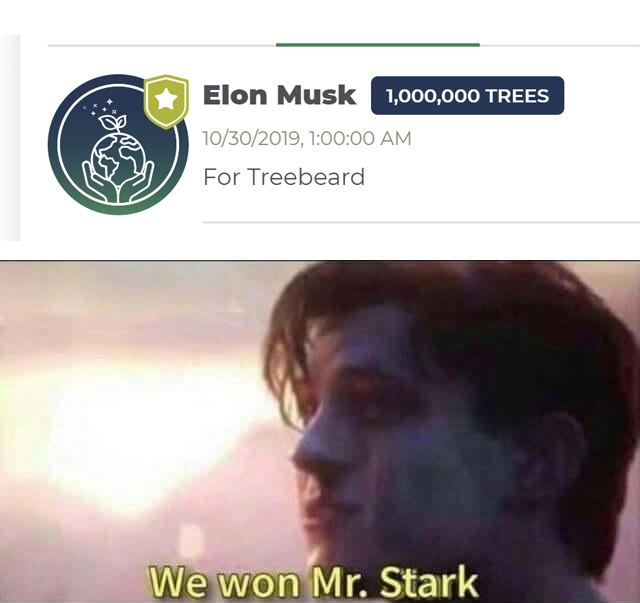 Elon Musk 1,000,000 TREES
10/30/2019, 1:00:00 AM
For Treebeard
We won Mr. Stark